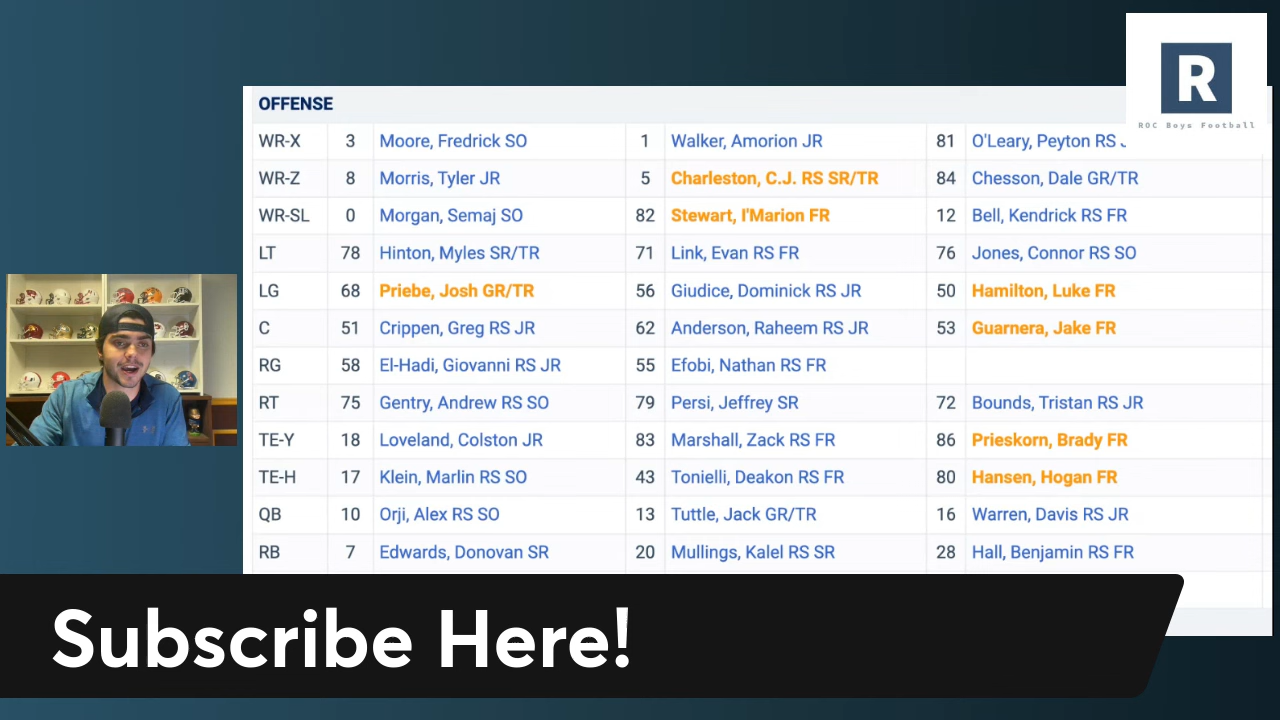 R
ROC Boys Football
OFFENSE
WR-X 3 Moore, Fredrick SO 1 Walker, Amorion JR 81 O'Leary, Peyton RS
WR-Z 8 Morris, Tyler JR 5 Charleston, C.J. RS SR/TR 84 Chesson, Dale GR/TR
WR-SL 0 Morgan, Semaj SO 82 Stewart, I'Marion FR 12 Bell, Kendrick RS FR
LT 78 Hinton, Myles SR/TR 71 Link, Evan RS FR 76 Jones, Connor RS SO
LG 68 Priebe, Josh GR/TR 56 Giudice, Dominick RS JR 50 Hamilton, Luke FR
C 51 Crippen, Greg RS JR 62 Anderson, Raheem RS JR 53 Guarnera, Jake FR
RG 58 El-Hadi, Giovanni RS JR 55 Efobi, Nathan RS FR
RT 75 Gentry, Andrew RS SO 79 Persi, Jeffrey SR 72 Bounds, Tristan RS JR
TE-Y 18 Loveland, Colston JR 83 Marshall, Zack RS FR 86 Prieskorn, Brady FR
TE-H 17 Klein, Marlin RS SO 43 Tonielli, Deakon RS FR 80 Hansen, Hogan FR
QB 10 Orji, Alex RS SO 13 Tuttle, Jack GR/TR 16 Warren, Davis RS JR
RB 7 Edwards, Donovan SR 20 Mullings, Kalel RS SR 28 Hall, Benjamin RS FR
Subscribe Here!